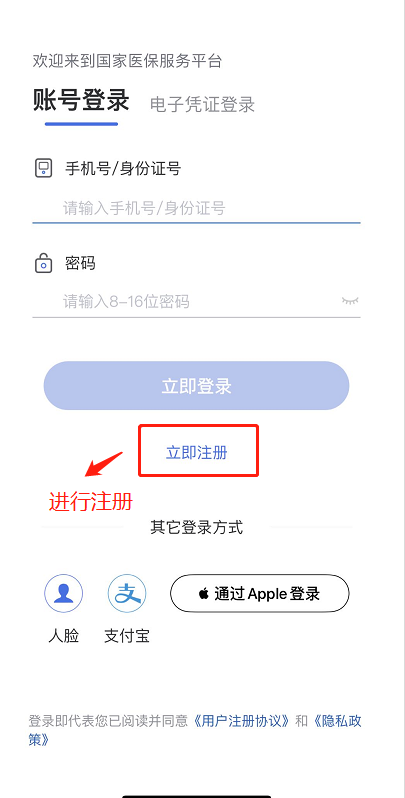 欢迎来到国家医保服务平台
账号登录 电子凭证登录
手机号/身份证号
请输入手机号/身份证号
密码
请输入8-16位密码
立即登录
立即注册
进行注册
其它登录方式
通过Apple登录
人脸 支付宝
登录即代表您已阅读并同意《用户注册协议》和《隐私政
策》